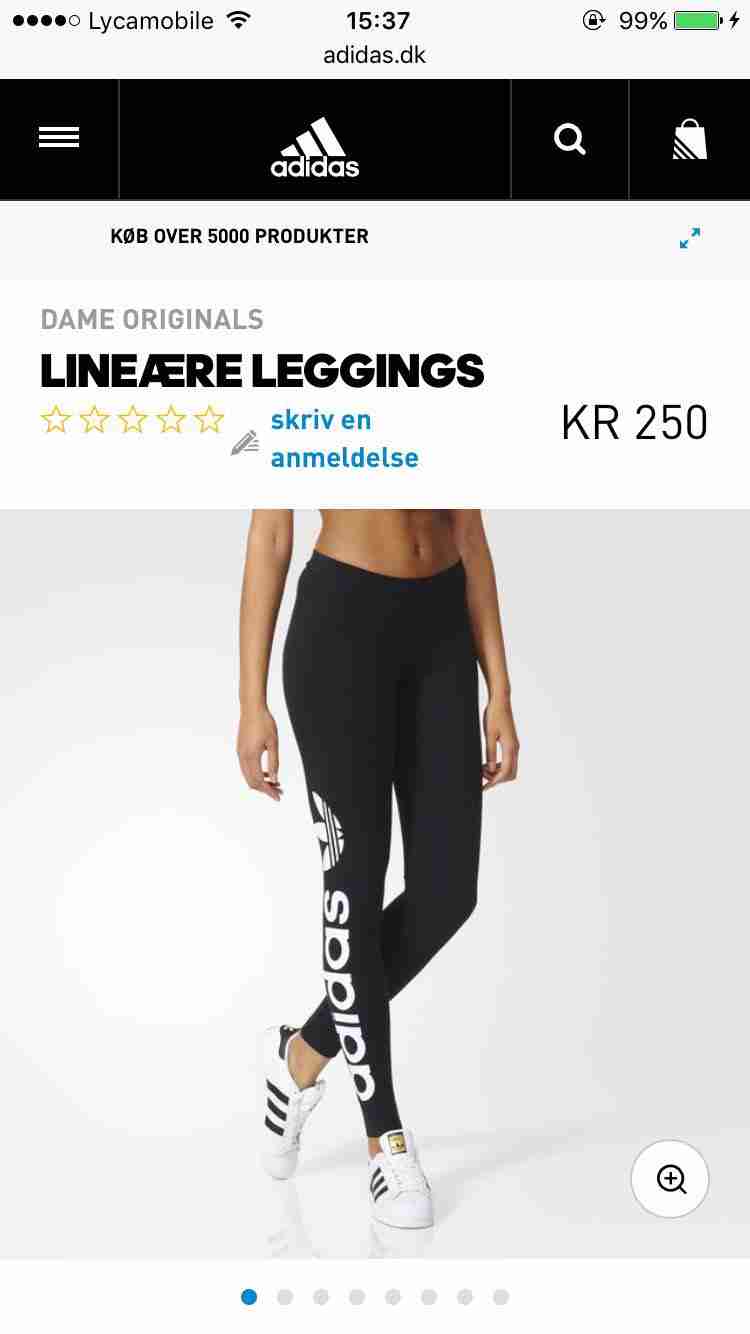 Lycamobile 15:37 99%
adidas.dk
adidas
KØB OVER 5000 PRODUKTER
DAME ORIGINALS
LINEÆRE LEGGINGS
skriv en
anmeldelse
KR 250
adidas